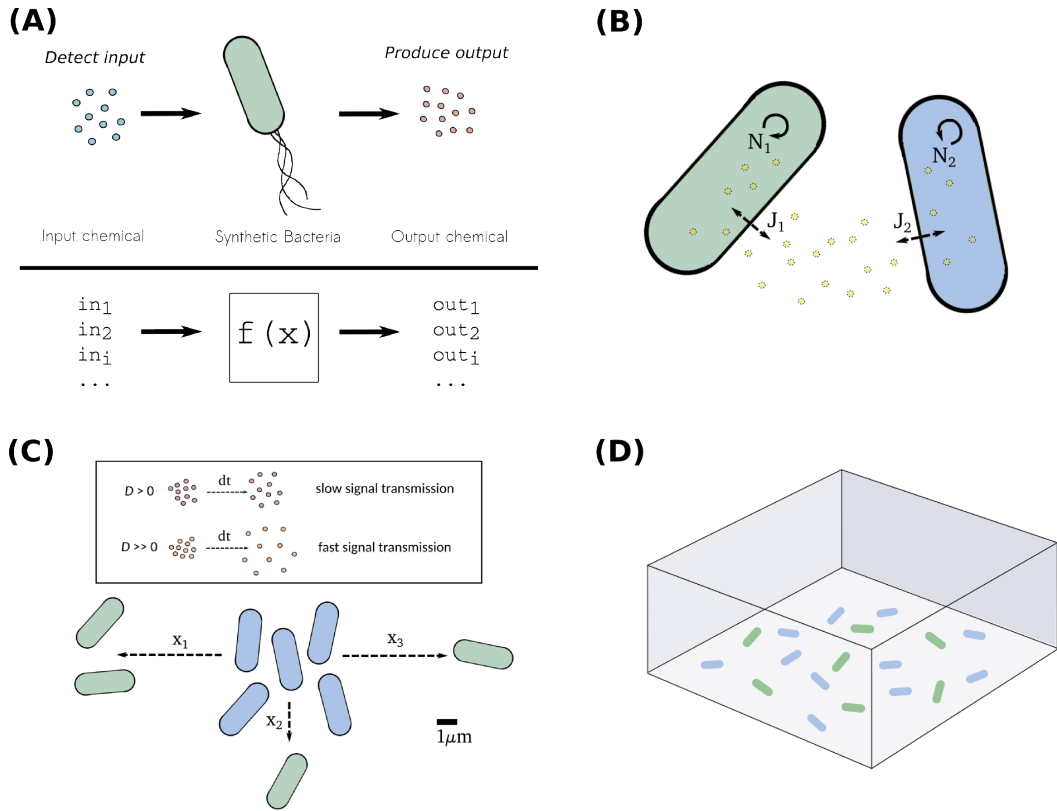 (A)
Detect input
Produce output
Input chemical
Synthetic Bacteria
Output chemical
in1
in2
ini
...
f(x)
out1
out2
outi
...
(B)
N1
N2
J1
J2
(C)
D > 0
dt
slow signal transmission
D >> 0
dt
fast signal transmission
x1
x3
x2
1μm
(D)